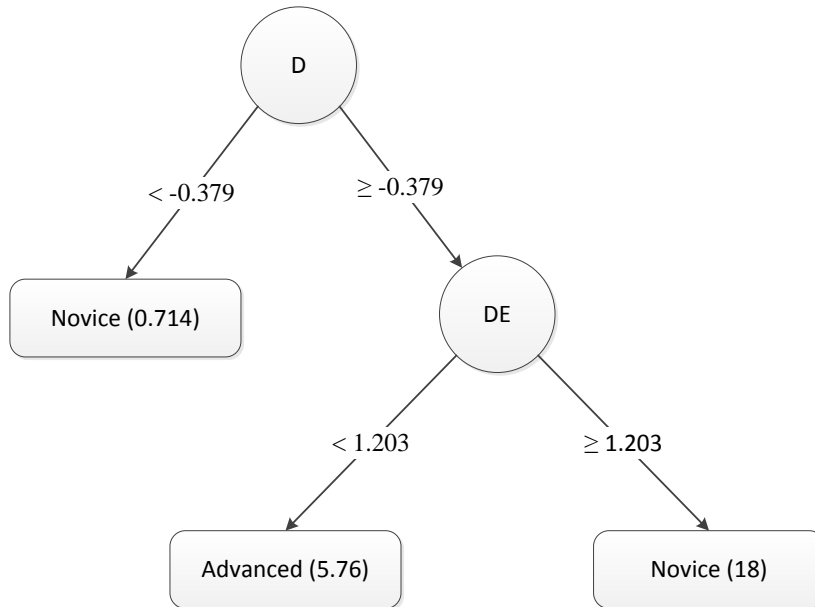 D
< -0.379
≥ -0.379
Novice (0.714)
DE
< 1.203
≥ 1.203
Advanced (5.76)
Novice (18)